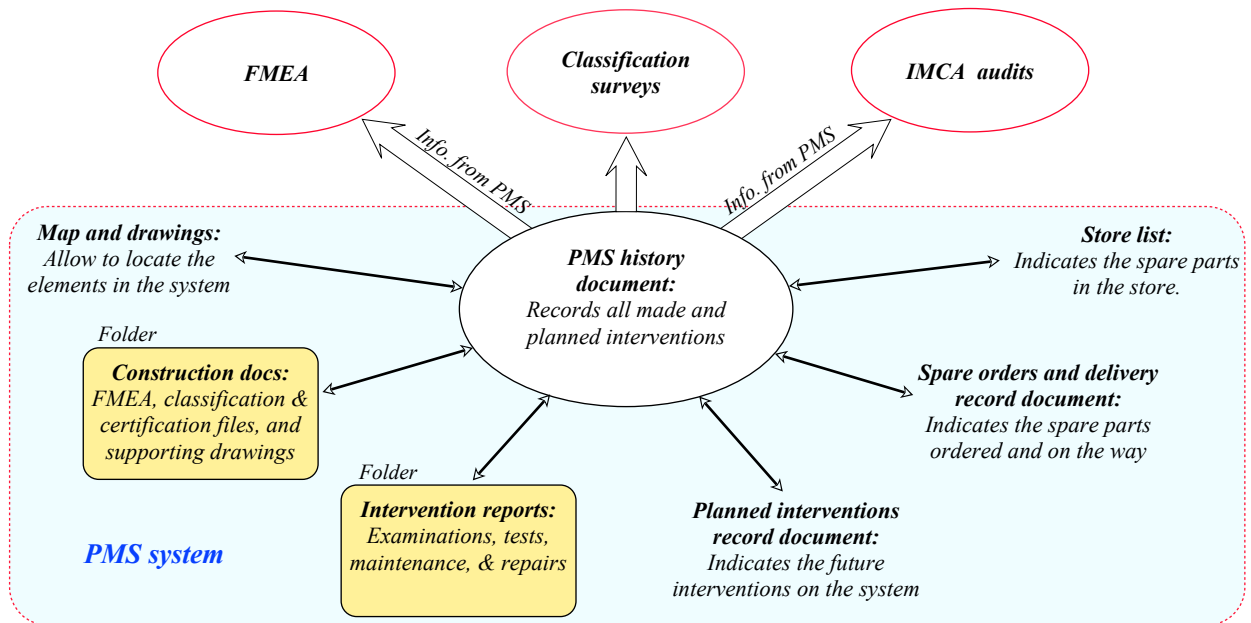 FMEA
Classification
surveys
IMCA audits
Info. from PMS
Info. from PMS
Map and drawings:
Allow to locate the
elements in the system
PMS history
document:
Records all made and
planned interventions
Store list:
Indicates the spare parts
in the store.
Folder
Construction docs:
FMEA, classification &
certification files, and
supporting drawings
Spare orders and delivery
record document:
Indicates the spare parts
ordered and on the way
Folder
Intervention reports:
Examinations, tests,
maintenance, & repairs
Planned interventions
record document:
Indicates the future
interventions on the system
PMS system